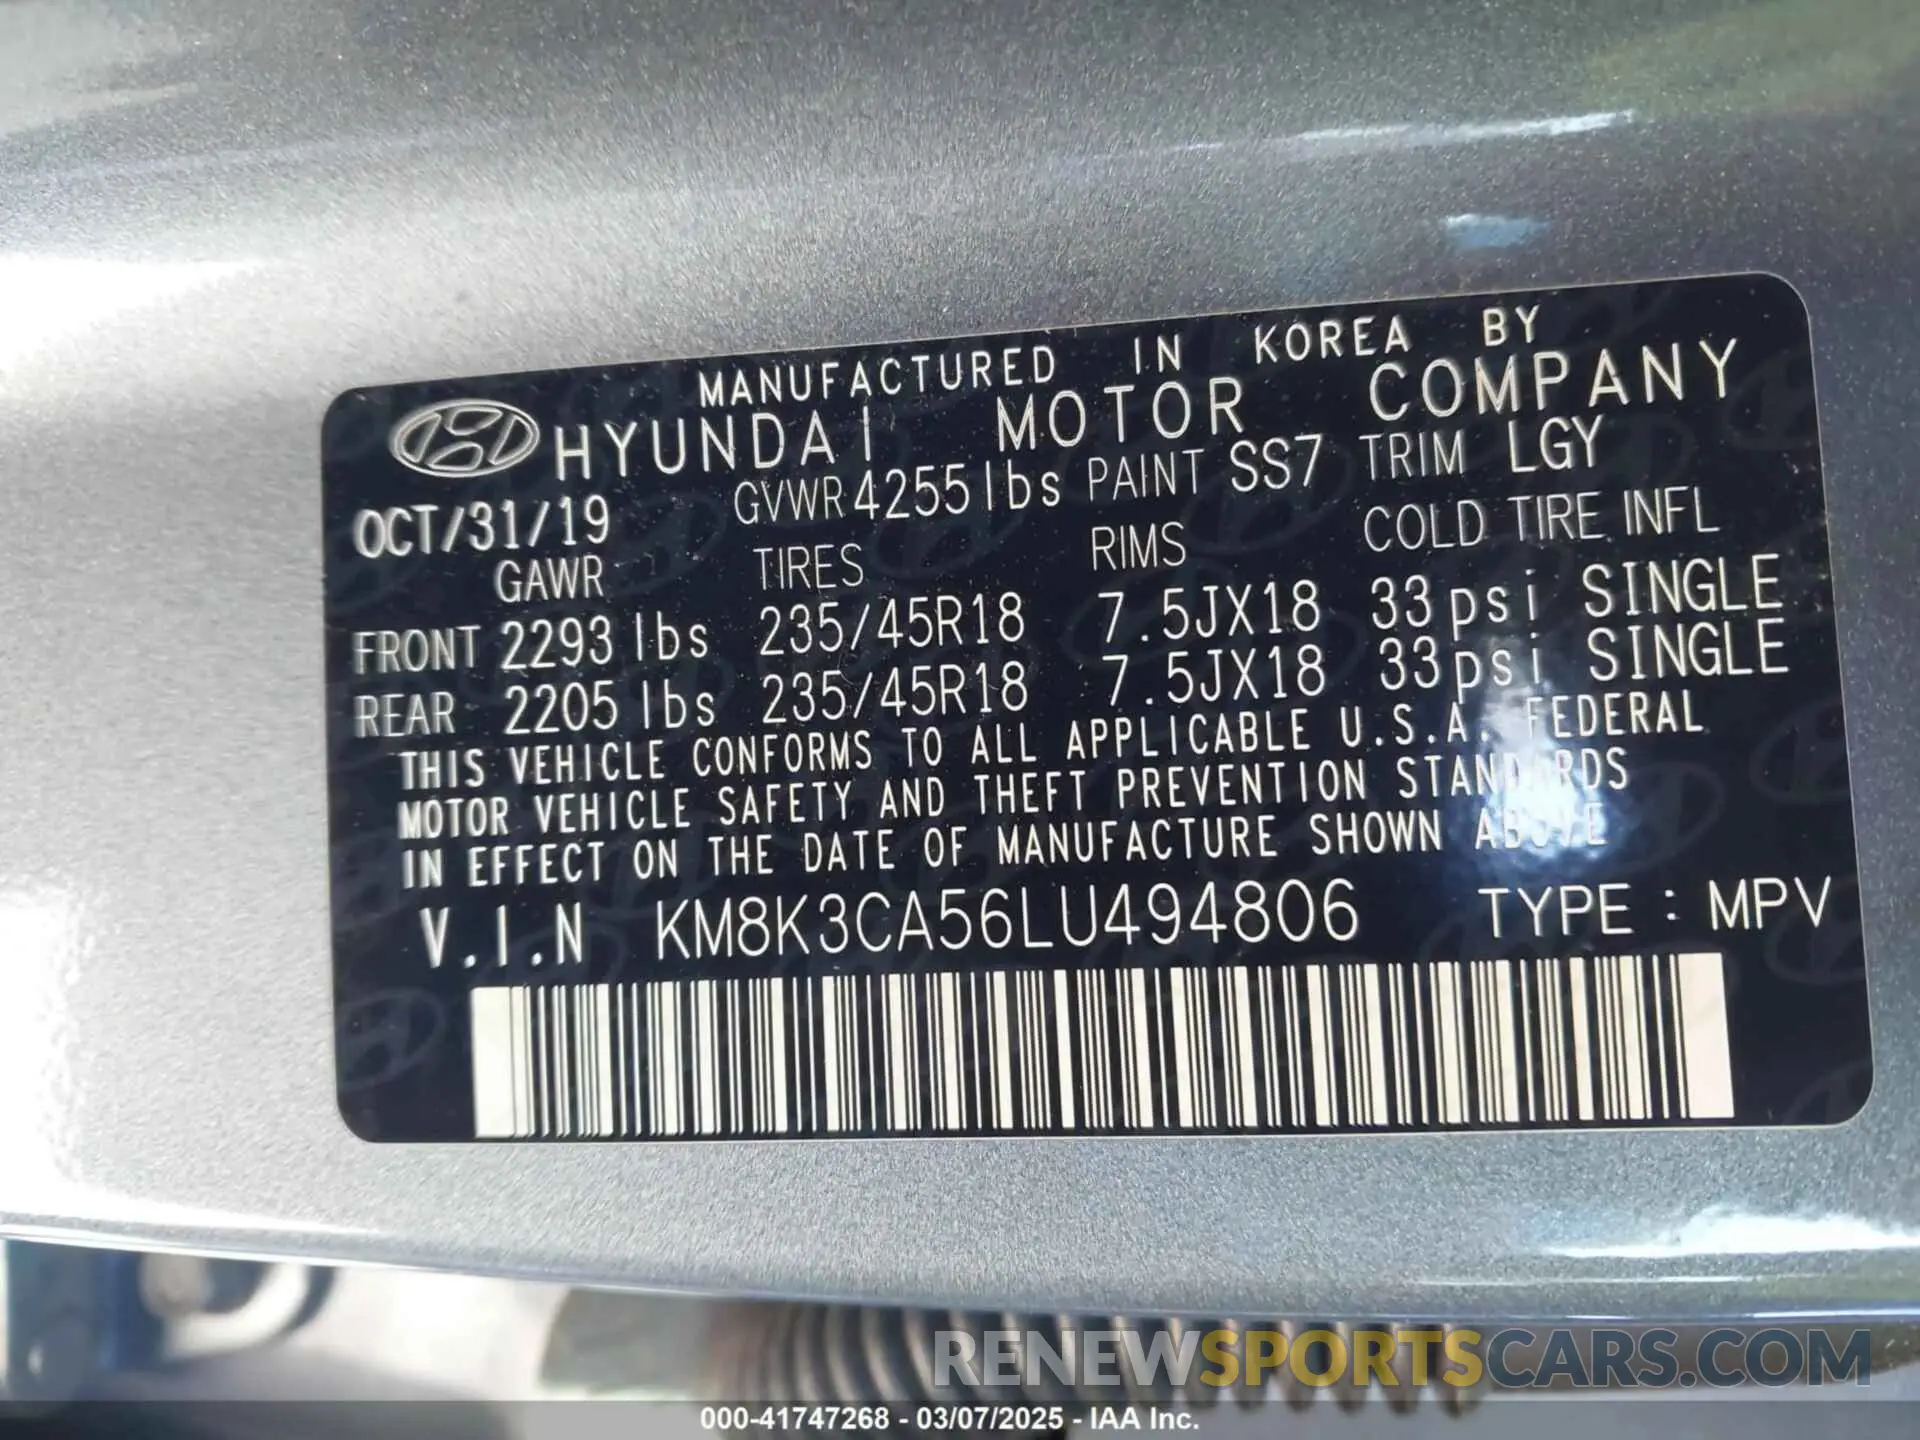 MANUFACTURED IN KOREA BY
HYUNDAI MOTOR COMPANY
OCT/31/19 GVWR 4255 lbs PAINT SS7 TRIM LGY
GAWR TIRES RIMS COLD TIRE INFL
FRONT 2293 lbs 235/45R18 7.5JX18 33 psi SINGLE
REAR 2205 lbs 235/45R18 7.5JX18 33 psi SINGLE
THIS VEHICLE CONFORMS TO ALL APPLICABLE U.S.A. FEDERAL
MOTOR VEHICLE SAFETY AND THEFT PREVENTION STANDARDS
IN EFFECT ON THE DATE OF MANUFACTURE SHOWN ABOVE
V.I.N KM8K3CA56LU494806 TYPE : MPV
RENEWSPORTSCARS.COM
000-41747268 - 03/07/2025 - IAA Inc.